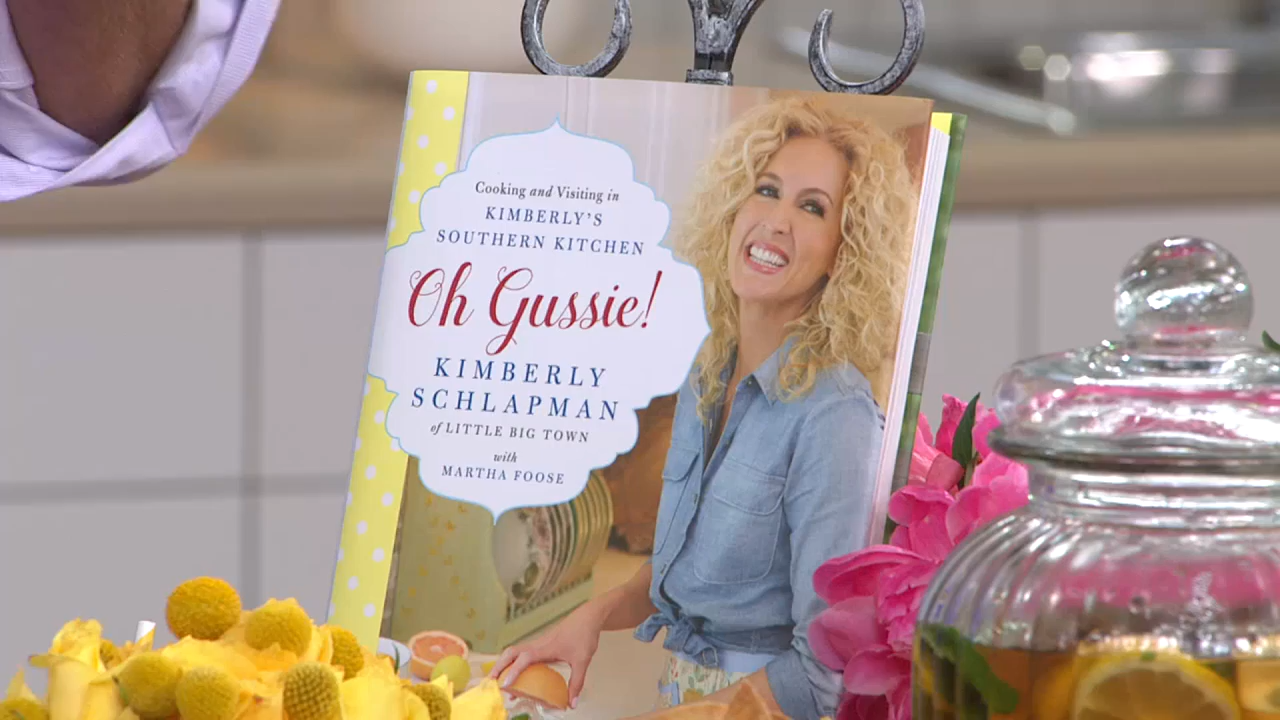 Cooking and Visiting in
KIMBERLY'S
SOUTHERN KITCHEN
Oh Gussie!
KIMBERLY
SCHLAPMAN
of LITTLE BIG TOWN
with
MARTHA FOOSE